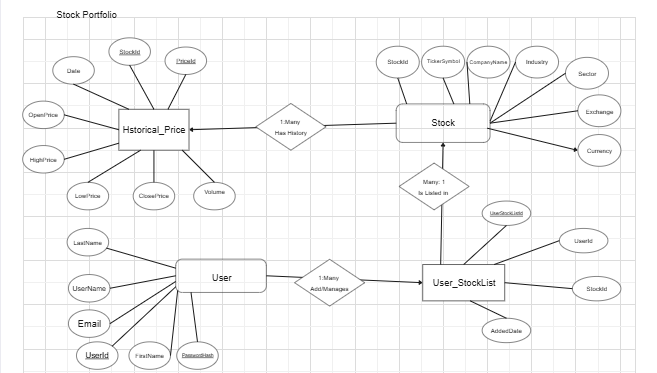 Stock Portfolio
StockId
PriceId
Date
OpenPrice
HighPrice
LowPrice
ClosePrice
Volume
Hstorical_Price
1:Many
Has History
StockId
TickerSymbol
CompanyName
Industry
Sector
Exchange
Currency
Stock
Many: 1
Is Listed in
LastName
UserName
Email
UserId
FirstName
PasswordHash
User
1:Many
Add/Manages
UserStockListId
UserId
StockId
AddedDate
User_StockList